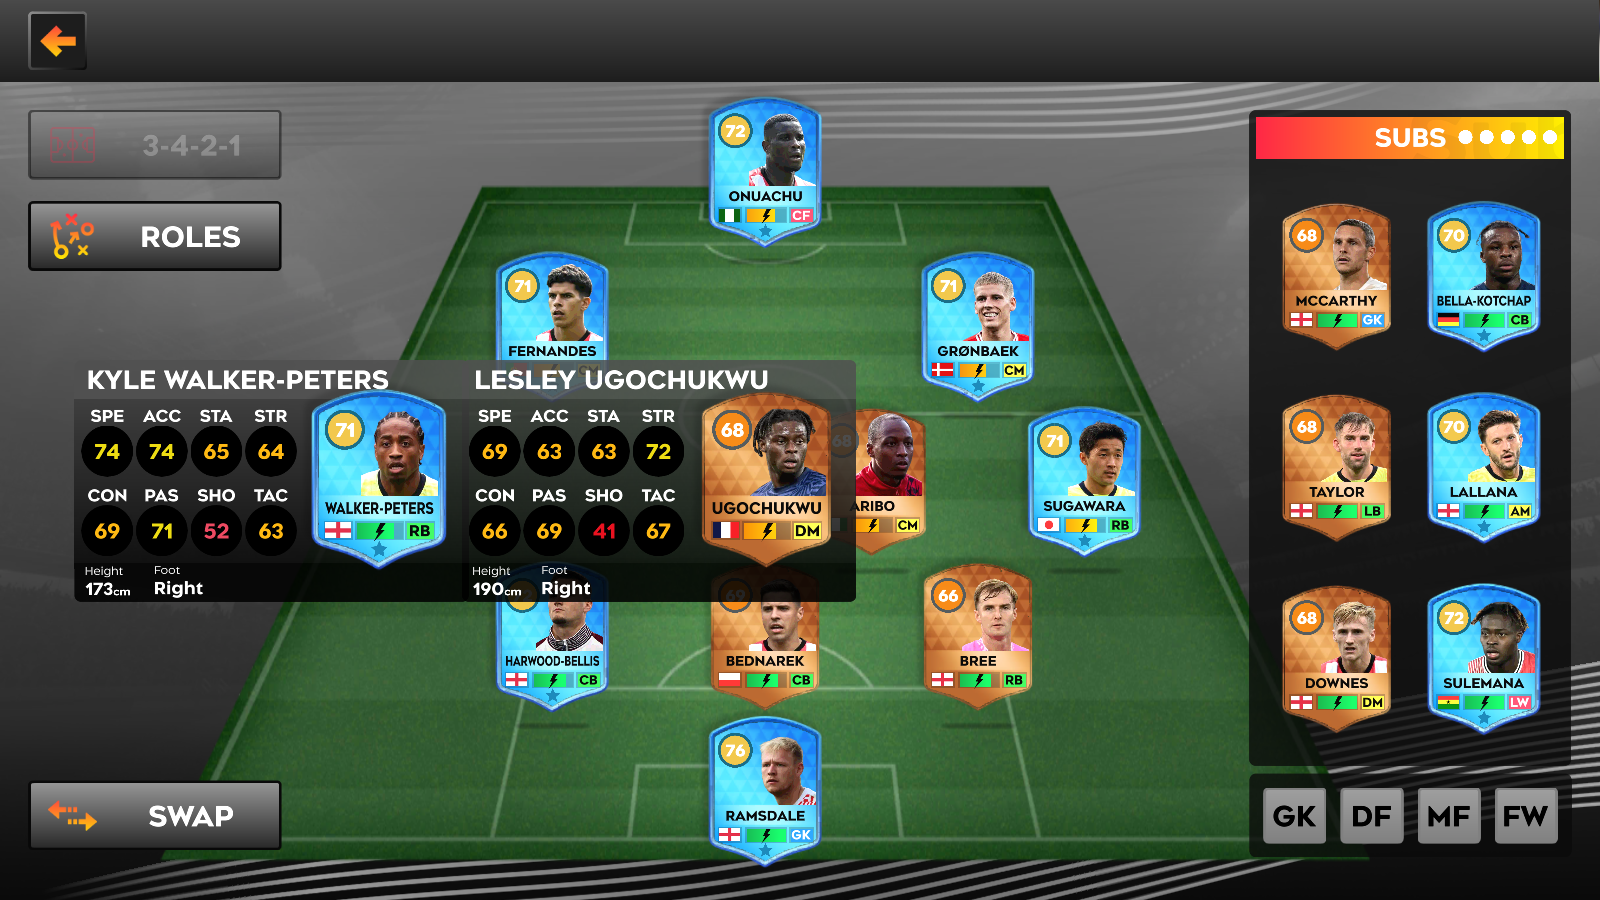 3-4-2-1
ROLES
72
ONUACHU
CF
71
FERNANDES
71
GRØNBAEK
CM
KYLE WALKER-PETERS
SPE ACC STA STR
74 74 65 64
CON PAS SHO TAC
69 71 52 63
Height Foot
173cm Right
71
WALKER-PETERS
RB
LESLEY UGOCHUKWU
SPE ACC STA STR
69 63 63 72
CON PAS SHO TAC
66 69 41 67
Height Foot
190cm Right
68
UGOCHUKWU
DM
68
ARIBO
CM
71
SUGAWARA
RB
HARWOOD-BELLIS
CB
69
BEDNAREK
CB
66
BREE
RB
76
RAMSDALE
GK
SWAP
SUBS
68
MCCARTHY
GK
70
BELLA-KOTCHAP
CB
68
TAYLOR
LB
70
LALLANA
AM
68
DOWNES
DM
72
SULEMANA
LW
GK DF MF FW